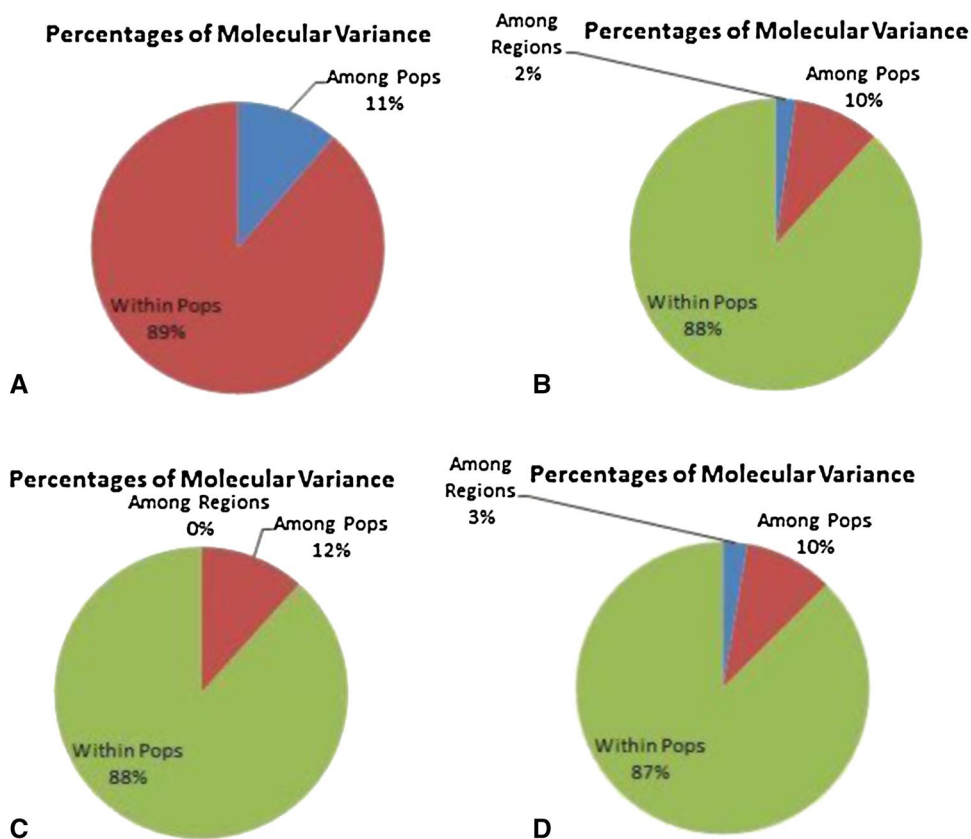 Percentages of Molecular Variance
Among Pops
11%
Within Pops
89%
A
Among
Regions
2%
Percentages of Molecular Variance
Among Pops
10%
Within Pops
88%
B
Percentages of Molecular Variance
Among Regions
0%
Among Pops
12%
Within Pops
88%
C
Among
Regions
3%
Percentages of Molecular Variance
Among Pops
10%
Within Pops
87%
D